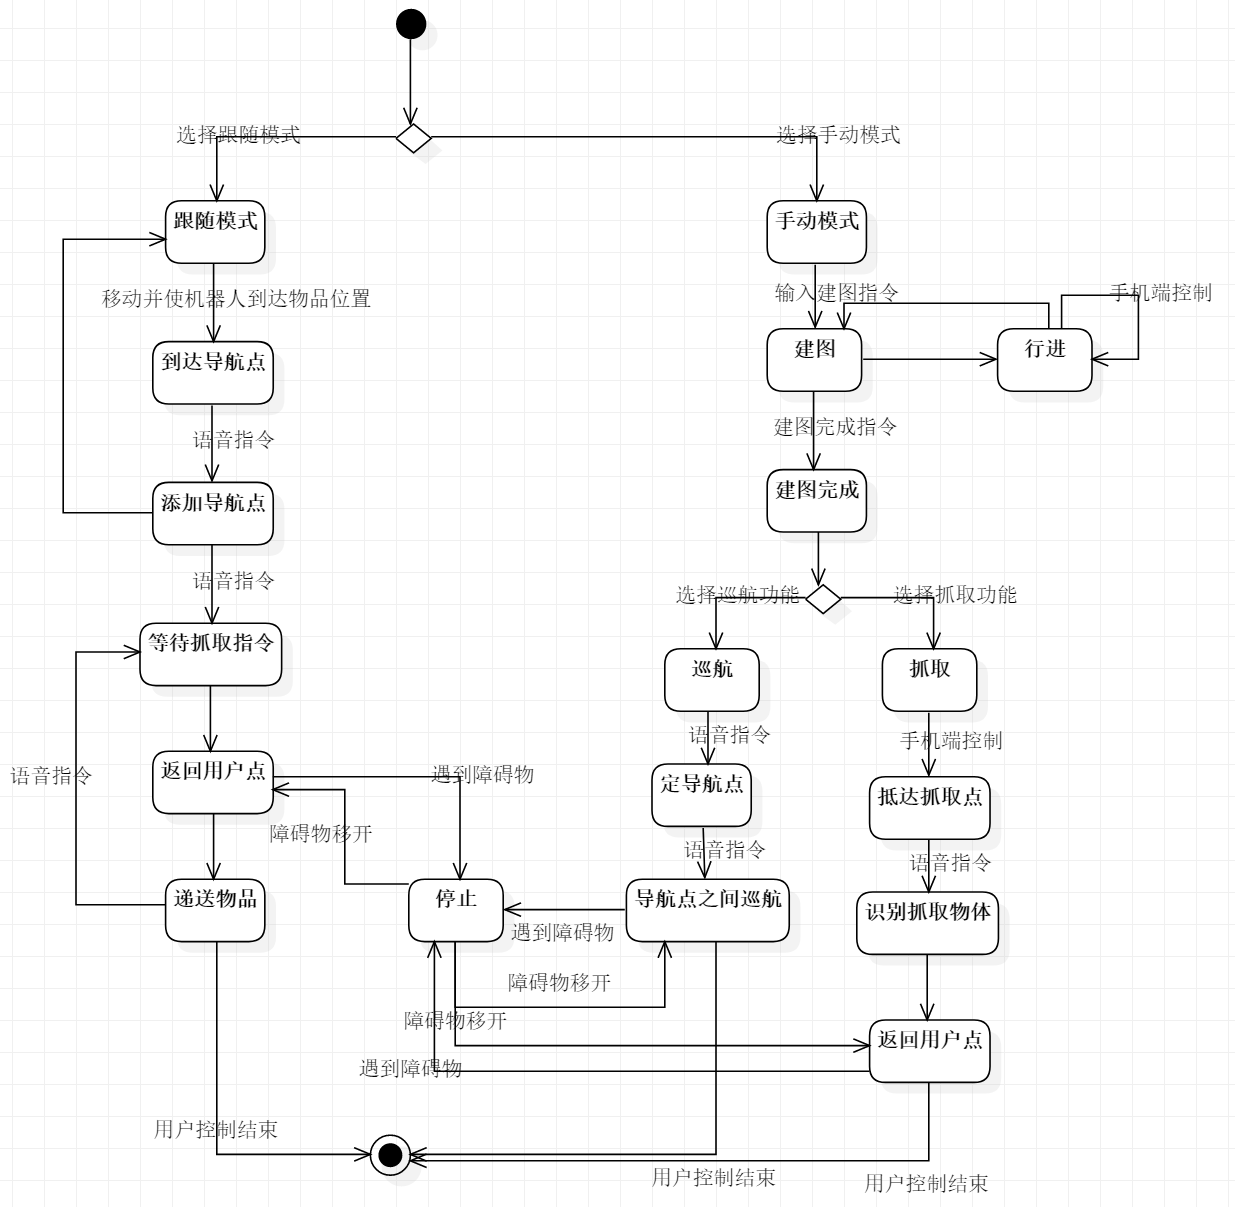 选择跟随模式
选择手动模式
跟随模式
手动模式
移动并使机器人到达物品位置
输入建图指令
手机端控制
到达导航点
建图
行进
语音指令
建图完成指令
添加导航点
建图完成
语音指令
选择巡航功能
选择抓取功能
等待抓取指令
巡航
抓取
语音指令
手机端控制
返回用户点
语音指令
遇到障碍物
定导航点
抵达抓取点
障碍物移开
语音指令
语音指令
递送物品
停止
导航点之间巡航
识别抓取物体
遇到障碍物
障碍物移开
障碍物移开
返回用户点
遇到障碍物
用户控制结束
用户控制结束
用户控制结束